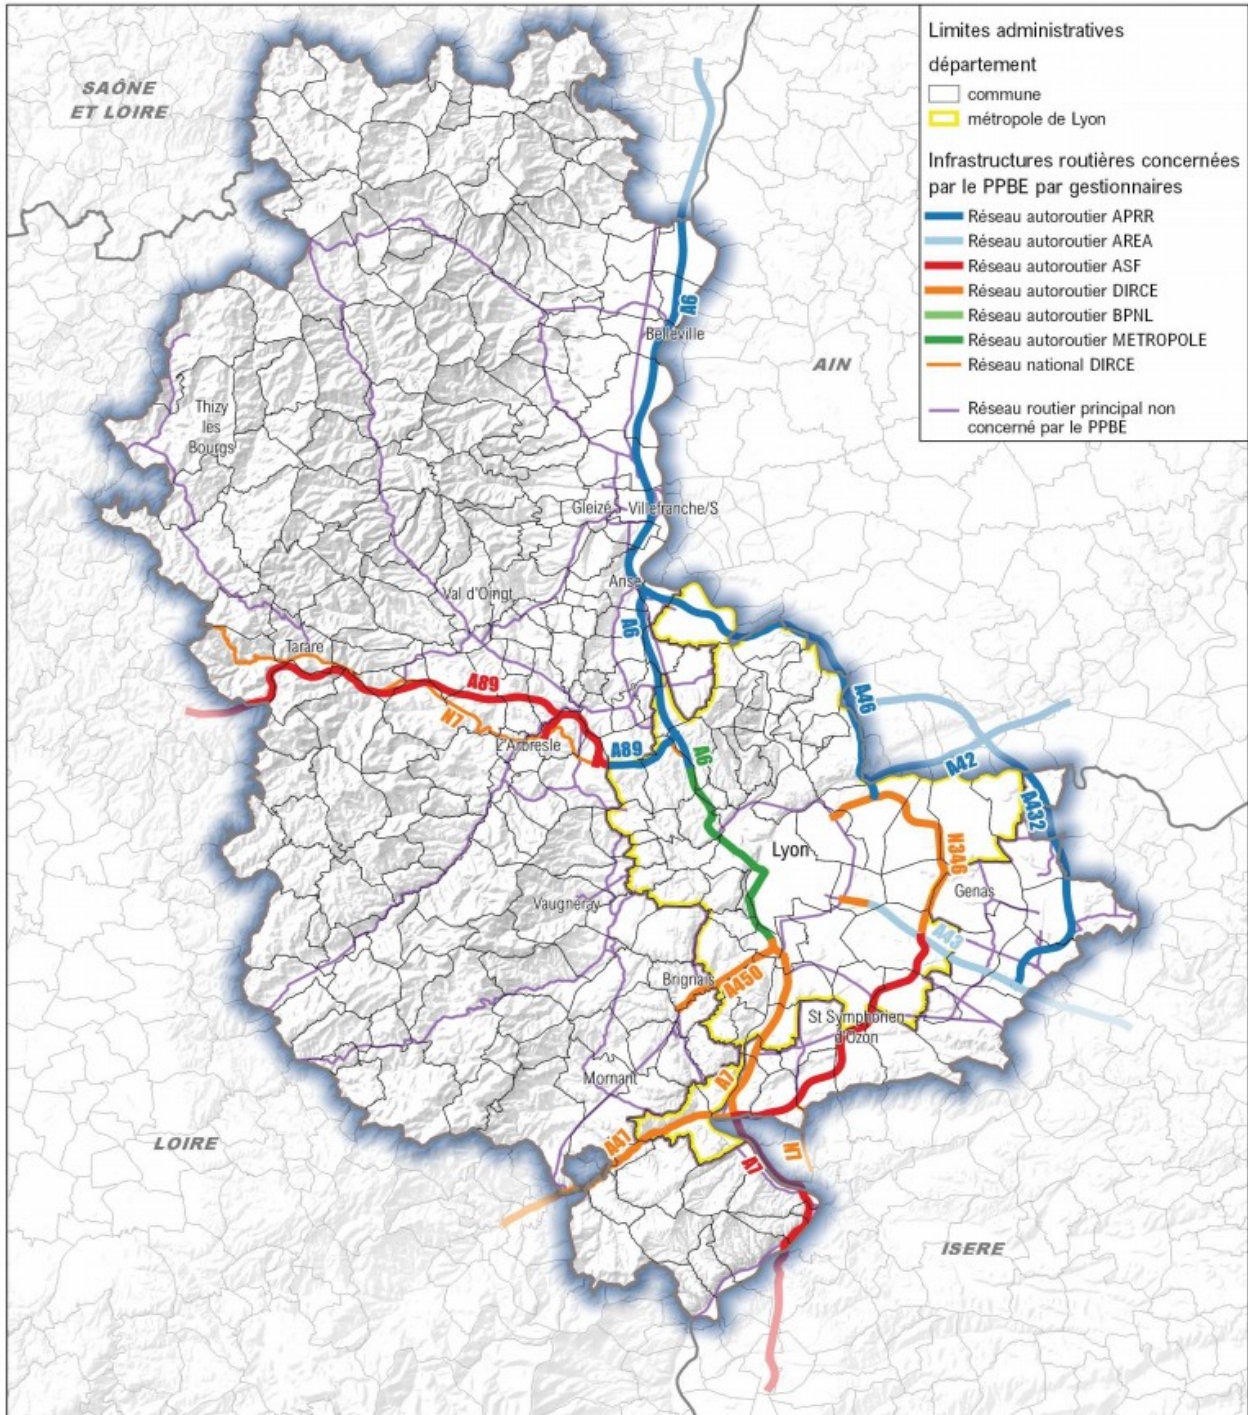 Limites administratives
département
commune
métropole de Lyon
Infrastructures routières concernées
par le PPBE par gestionnaires
Réseau autoroutier APRR
Réseau autoroutier AREA
Réseau autoroutier ASF
Réseau autoroutier DIRCE
Réseau autoroutier BPNL
Réseau autoroutier METROPOLE
Réseau national DIRCE
Réseau routier principal non
concerné par le PPBE
SAÔNE
ET LOIRE
A6
Belleville
AIN
Thizy
les
Bourgs
Gleizé
Villefranche/S
Anse
Val d'Oingt
A6
Tarare
A89
N7
A46
L'Arbresle
A89
A6
A42
A432
Lyon
N346
Genas
Vaugneray
A43
Brignais
A450
St Symphorien
d'Ozon
Mornant
A7
A47
N7
A7
LOIRE
ISERE